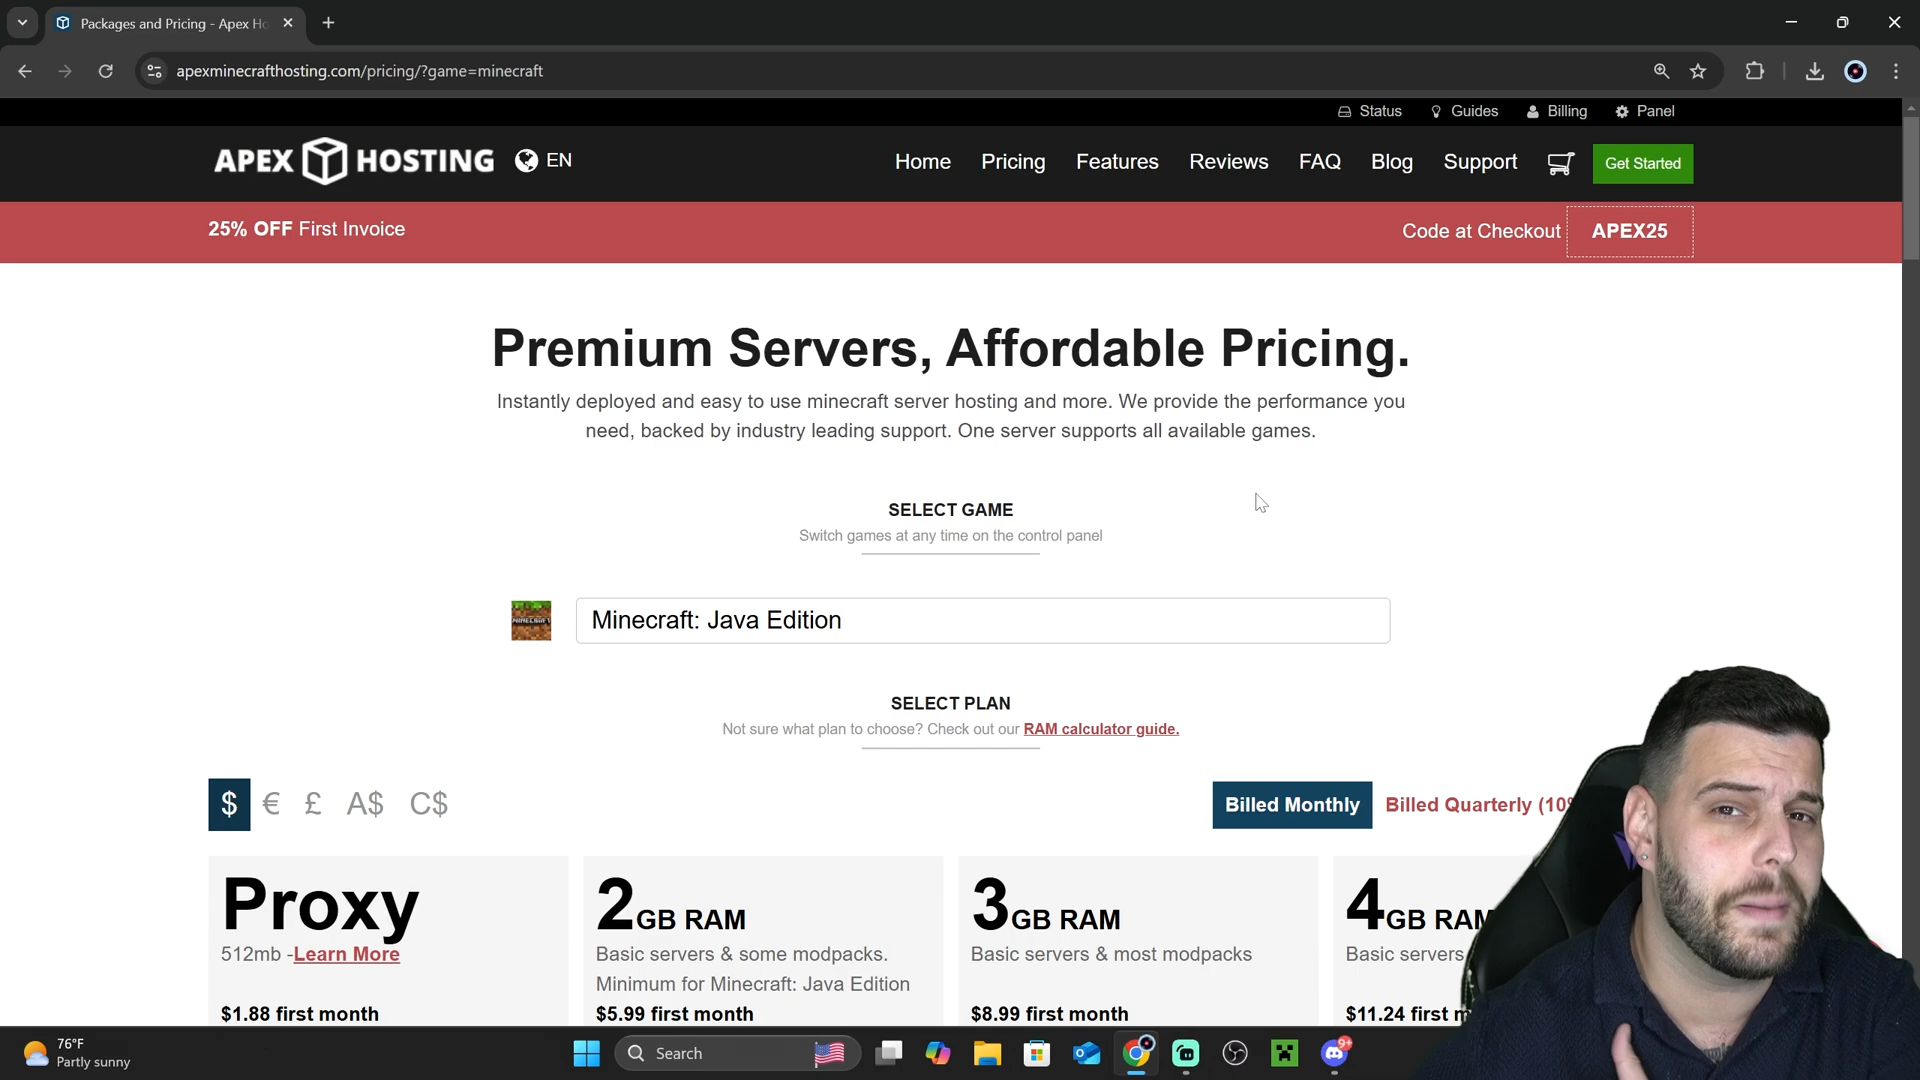 Packages and Pricing - Apex Ho
apexminecrafthosting.com/pricing/?game=minecraft
Status Guides Billing Panel
APEX HOSTING EN
Home Pricing Features Reviews FAQ Blog Support Get Started
25% OFF First Invoice
Code at Checkout APEX25
Premium Servers, Affordable Pricing.
Instantly deployed and easy to use minecraft server hosting and more. We provide the performance you
need, backed by industry leading support. One server supports all available games.
SELECT GAME
Switch games at any time on the control panel
MINECRAFT
Minecraft: Java Edition
SELECT PLAN
Not sure what plan to choose? Check out our RAM calculator guide.
$ € £ A$ C$
Billed Monthly Billed Quarterly (10%
Proxy
512mb -Learn More
$1.88 first month
2GB RAM
Basic servers & some modpacks.
Minimum for Minecraft: Java Edition
$5.99 first month
3GB RAM
Basic servers & most modpacks
$8.99 first month
4GB RAM
Basic servers
$11.24 first m
76°F
Partly sunny
Search
9+